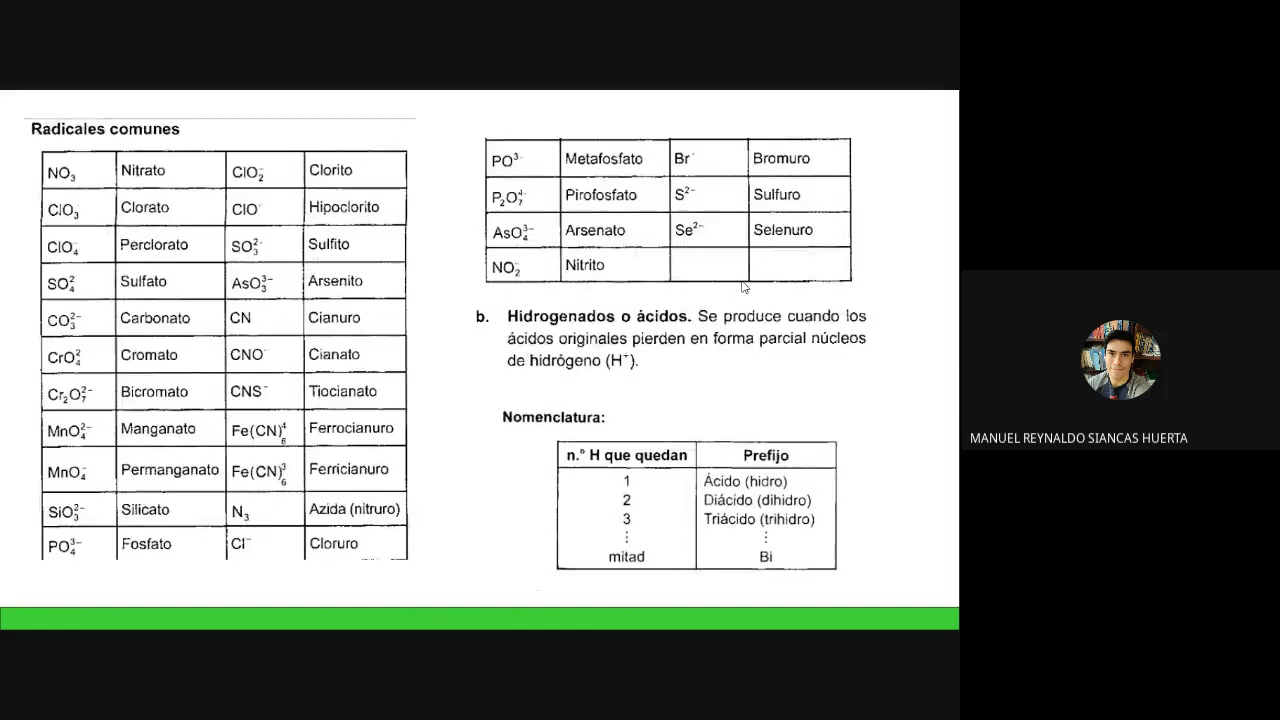 Radicales comunes
NO₃ Nitrato ClO₂⁻ Clorito
ClO₃⁻ Clorato ClO⁻ Hipoclorito
ClO₄⁻ Perclorato SO₃²⁻ Sulfito
SO₄² Sulfato AsO₃³⁻ Arsenito
CO₃²⁻ Carbonato CN Cianuro
CrO₄² Cromato CNO⁻ Cianato
Cr₂O₇²⁻ Bicromato CNS⁻ Tiocianato
MnO₄²⁻ Manganato Fe(CN)₆⁴ Ferrocianuro
MnO₄⁻ Permanganato Fe(CN)₆³ Ferricianuro
SiO₃²⁻ Silicato N₃ Azida (nitruro)
PO₄³⁻ Fosfato Cl⁻ Cloruro
PO³⁻ Metafosfato Br⁻ Bromuro
P₂O₇⁴⁻ Pirofosfato S²⁻ Sulfuro
AsO₄³⁻ Arsenato Se²⁻ Selenuro
NO₂⁻ Nitrito
b. Hidrogenados o ácidos. Se produce cuando los
ácidos originales pierden en forma parcial núcleos
de hidrógeno (H⁺).
Nomenclatura:
n.° H que quedan Prefijo
1 Ácido (hidro)
2 Diácido (dihidro)
3 Triácido (trihidro)
⋮ ⋮
mitad Bi
MANUEL REYNALDO SIANCAS HUERTA